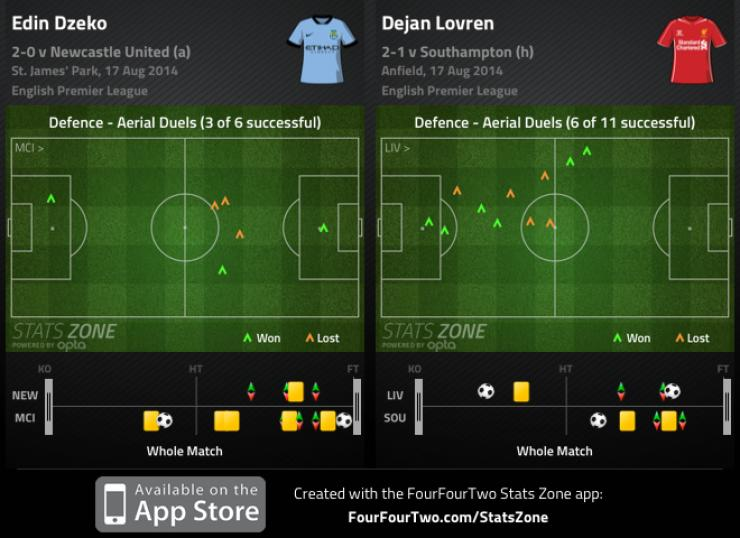 Edin Dzeko
2-0 v Newcastle United (a)
St. James' Park, 17 Aug 2014
English Premier League
ETIHAD
Defence - Aerial Duels (3 of 6 successful)
MCI >
STATS ZONE
POWERED BY opta
Won
Lost
KO
HT
FT
NEW
MCI
Whole Match
Dejan Lovren
2-1 v Southampton (h)
Anfield, 17 Aug 2014
English Premier League
Standard
Chartered
Defence - Aerial Duels (6 of 11 successful)
LIV >
STATS ZONE
POWERED BY opta
Won
Lost
KO
HT
FT
LIV
SOU
Whole Match
Available on the
App Store
Created with the FourFourTwo Stats Zone app:
FourFourTwo.com/StatsZone